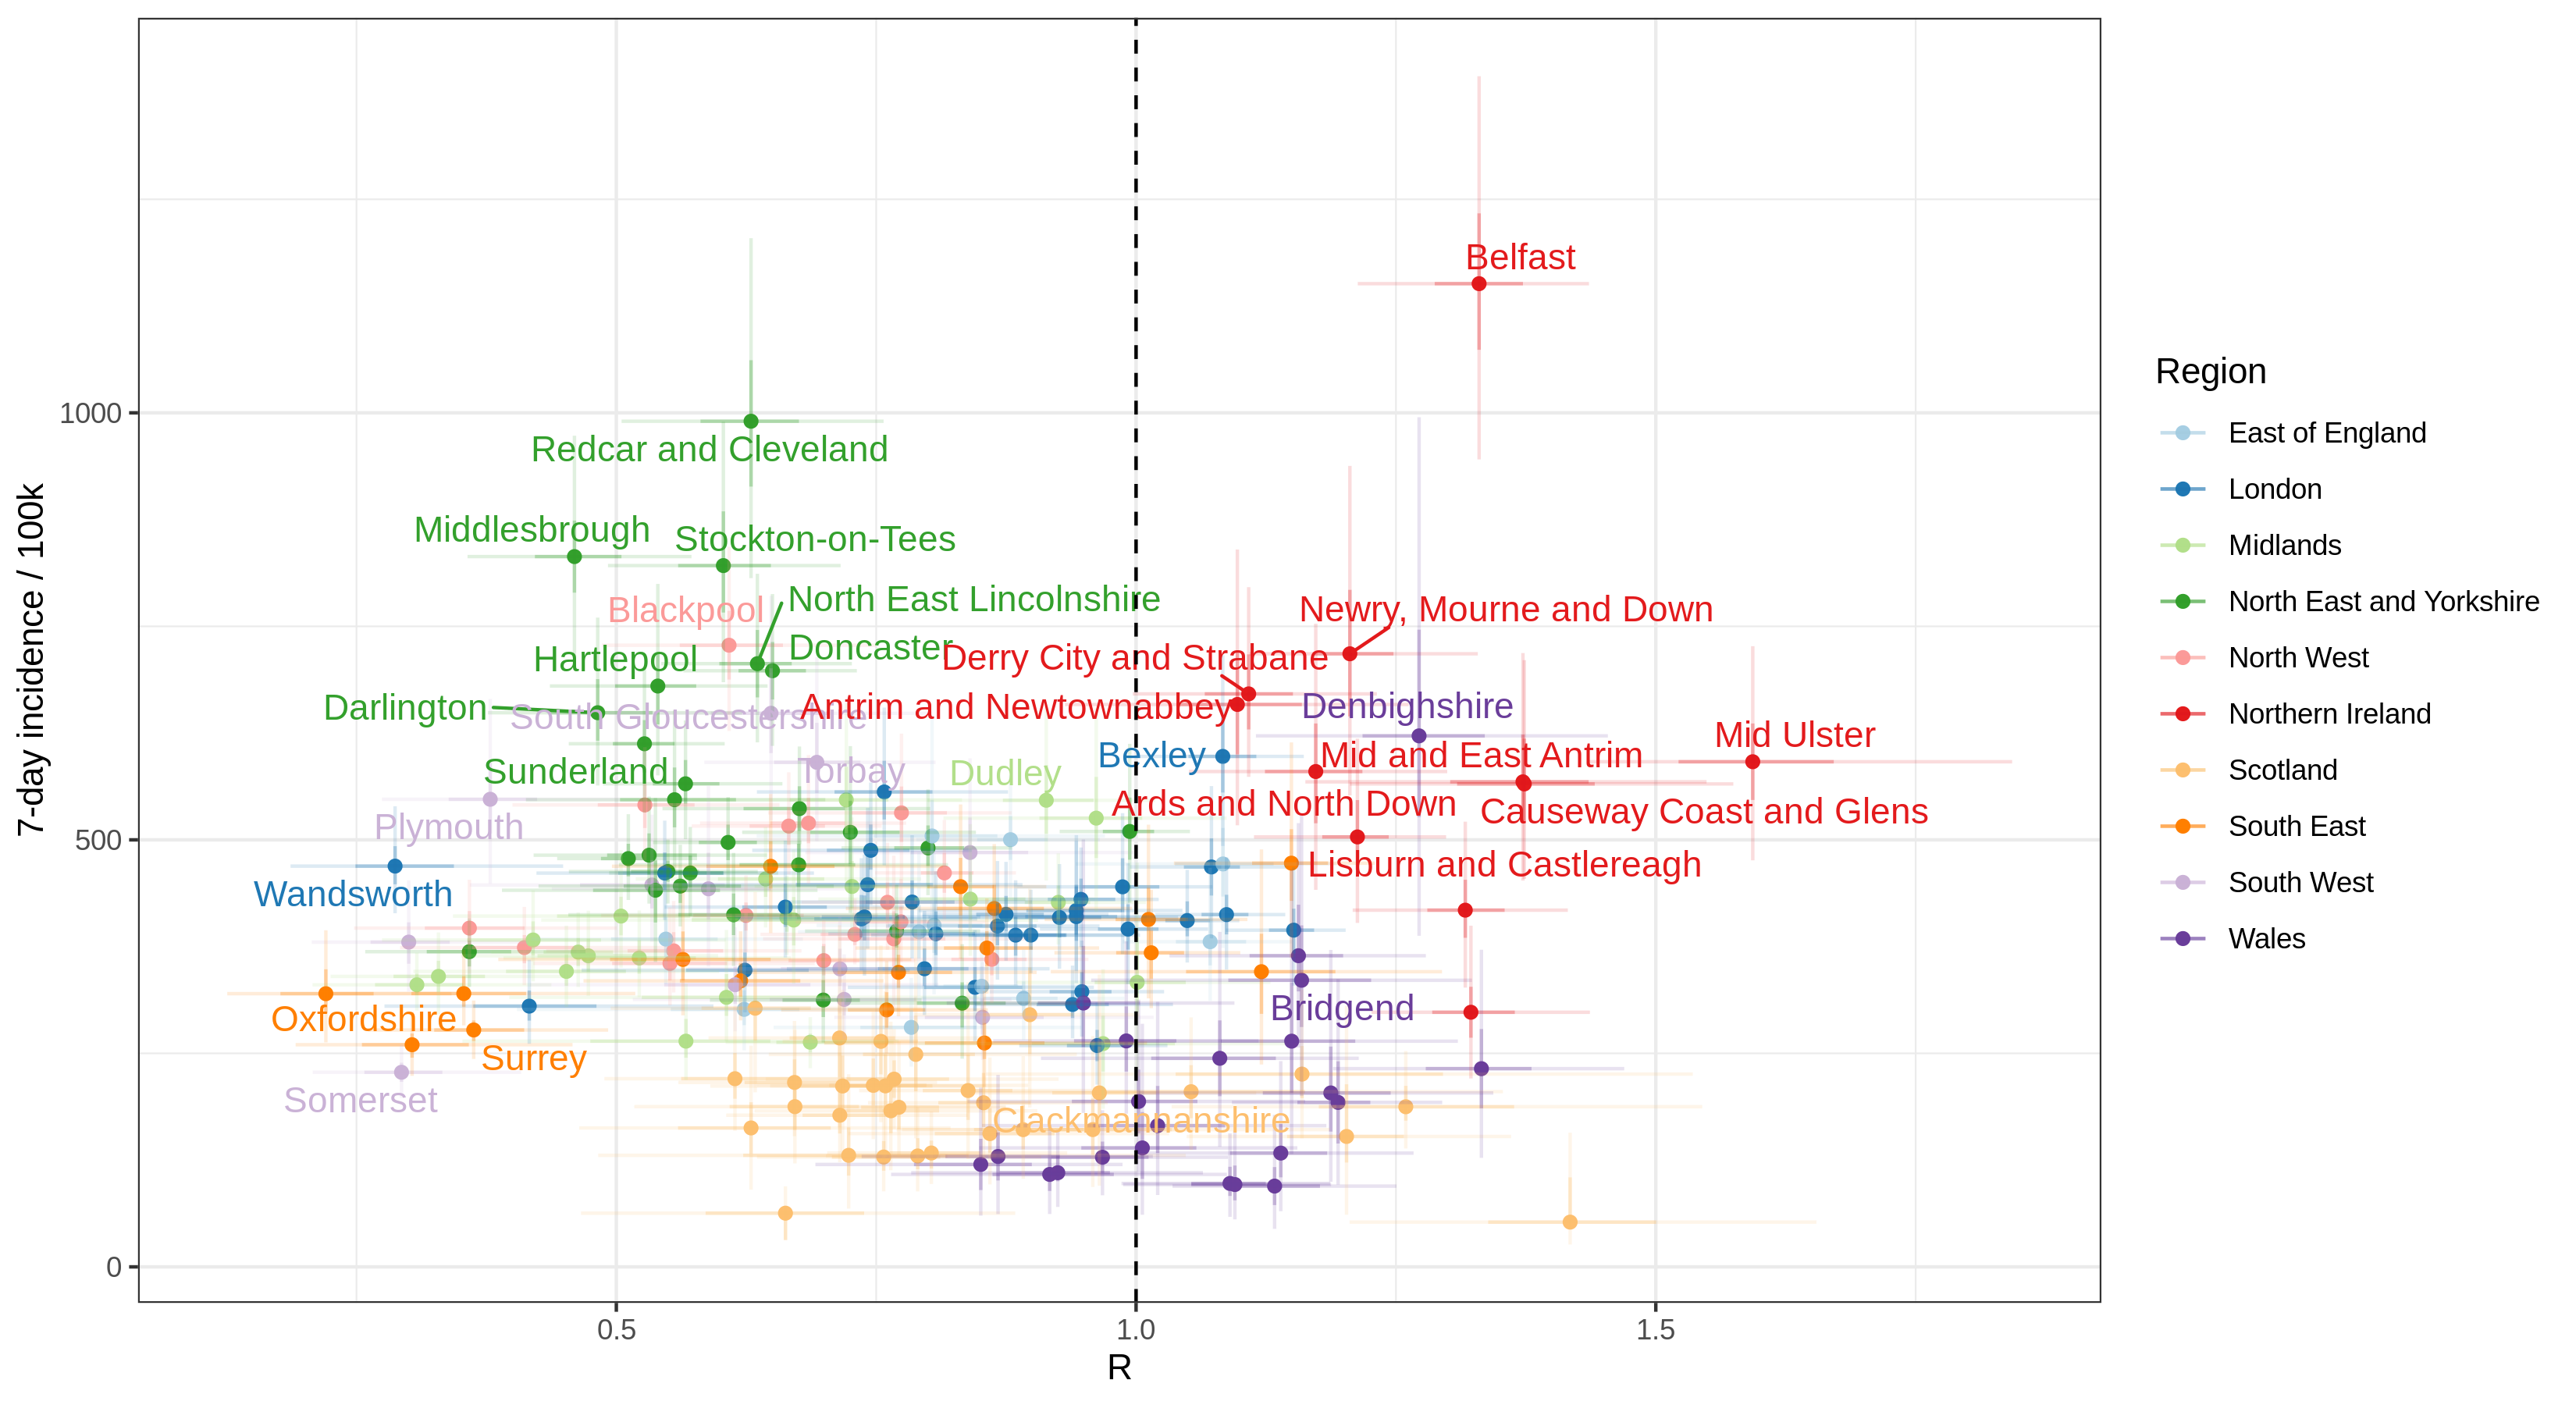 Belfast
1000
Redcar and Cleveland
Middlesbrough
Stockton-on-Tees
North East Lincolnshire
Blackpool
Newry, Mourne and Down
Doncaster
Derry City and Strabane
Hartlepool
Darlington
South Gloucestershire
Antrim and Newtownabbey
Denbighshire
Mid Ulster
Bexley
Mid and East Antrim
Sunderland
Torbay
Dudley
Ards and North Down
Causeway Coast and Glens
Plymouth
500
Lisburn and Castlereagh
Wandsworth
Bridgend
Oxfordshire
Surrey
Somerset
Clackmannanshire
0
0.5
1.0
1.5
R
7-day incidence / 100k
Region
East of England
London
Midlands
North East and Yorkshire
North West
Northern Ireland
Scotland
South East
South West
Wales